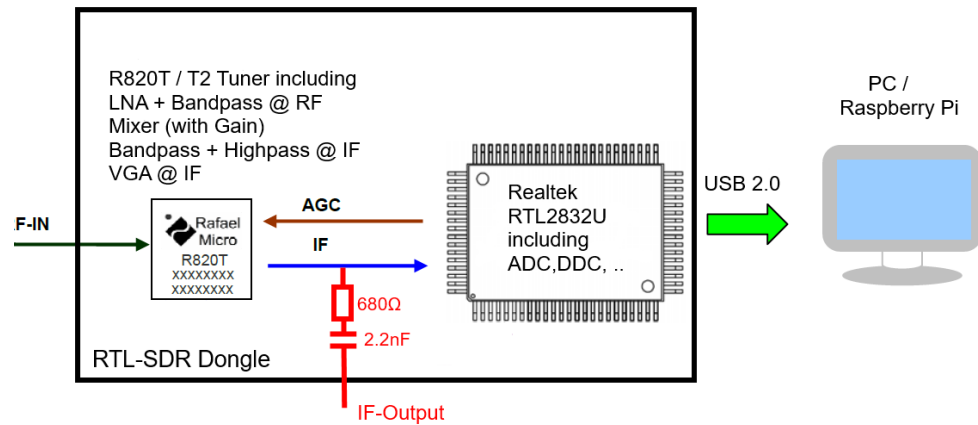 R820T / T2 Tuner including
LNA + Bandpass @ RF
Mixer (with Gain)
Bandpass + Highpass @ IF
VGA @ IF
PC /
Raspberry Pi
.F-IN
Rafael
Micro
R820T
XXXXXXXX
XXXXXXXX
AGC
IF
Realtek
RTL2832U
including
ADC,DDC, ..
USB 2.0
680Ω
2.2nF
RTL-SDR Dongle
IF-Output